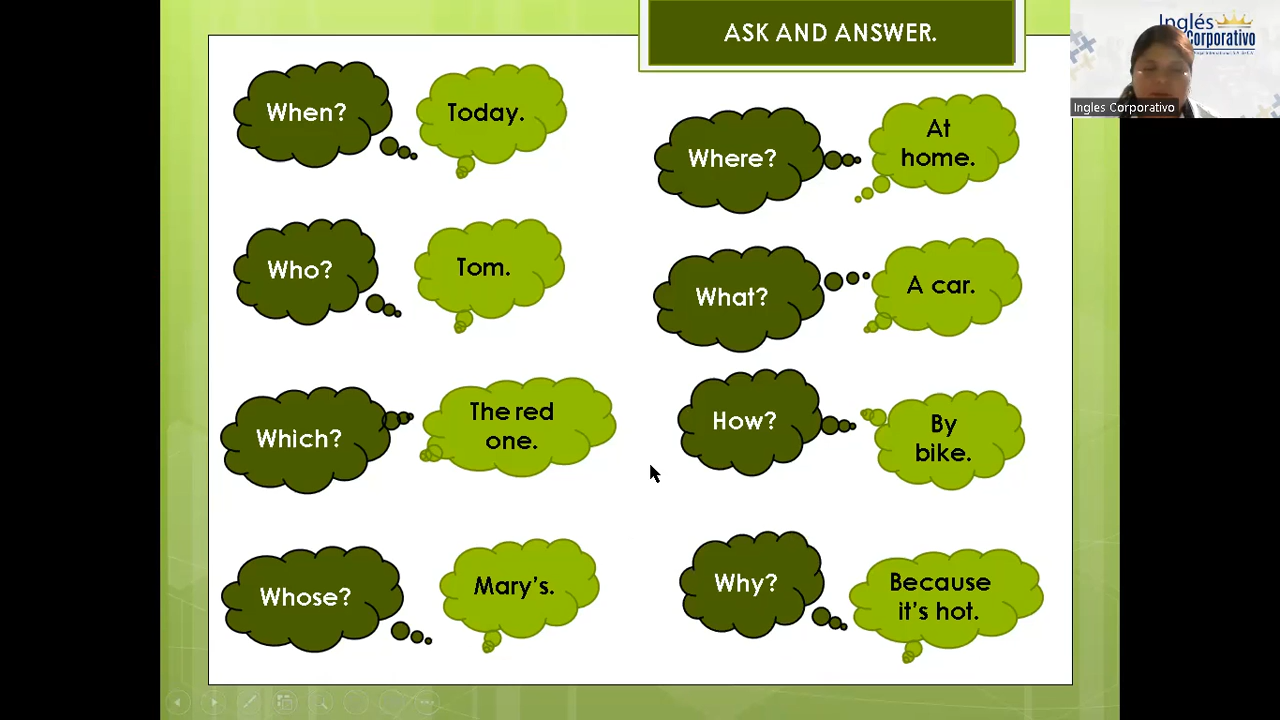 ASK AND ANSWER.
Inglés
Corporativo
Ingles Corporativo
When?
Today.
Where?
At
home.
Who?
Tom.
What?
A car.
Which?
The red
one.
How?
By
bike.
Whose?
Mary's.
Why?
Because
it's hot.